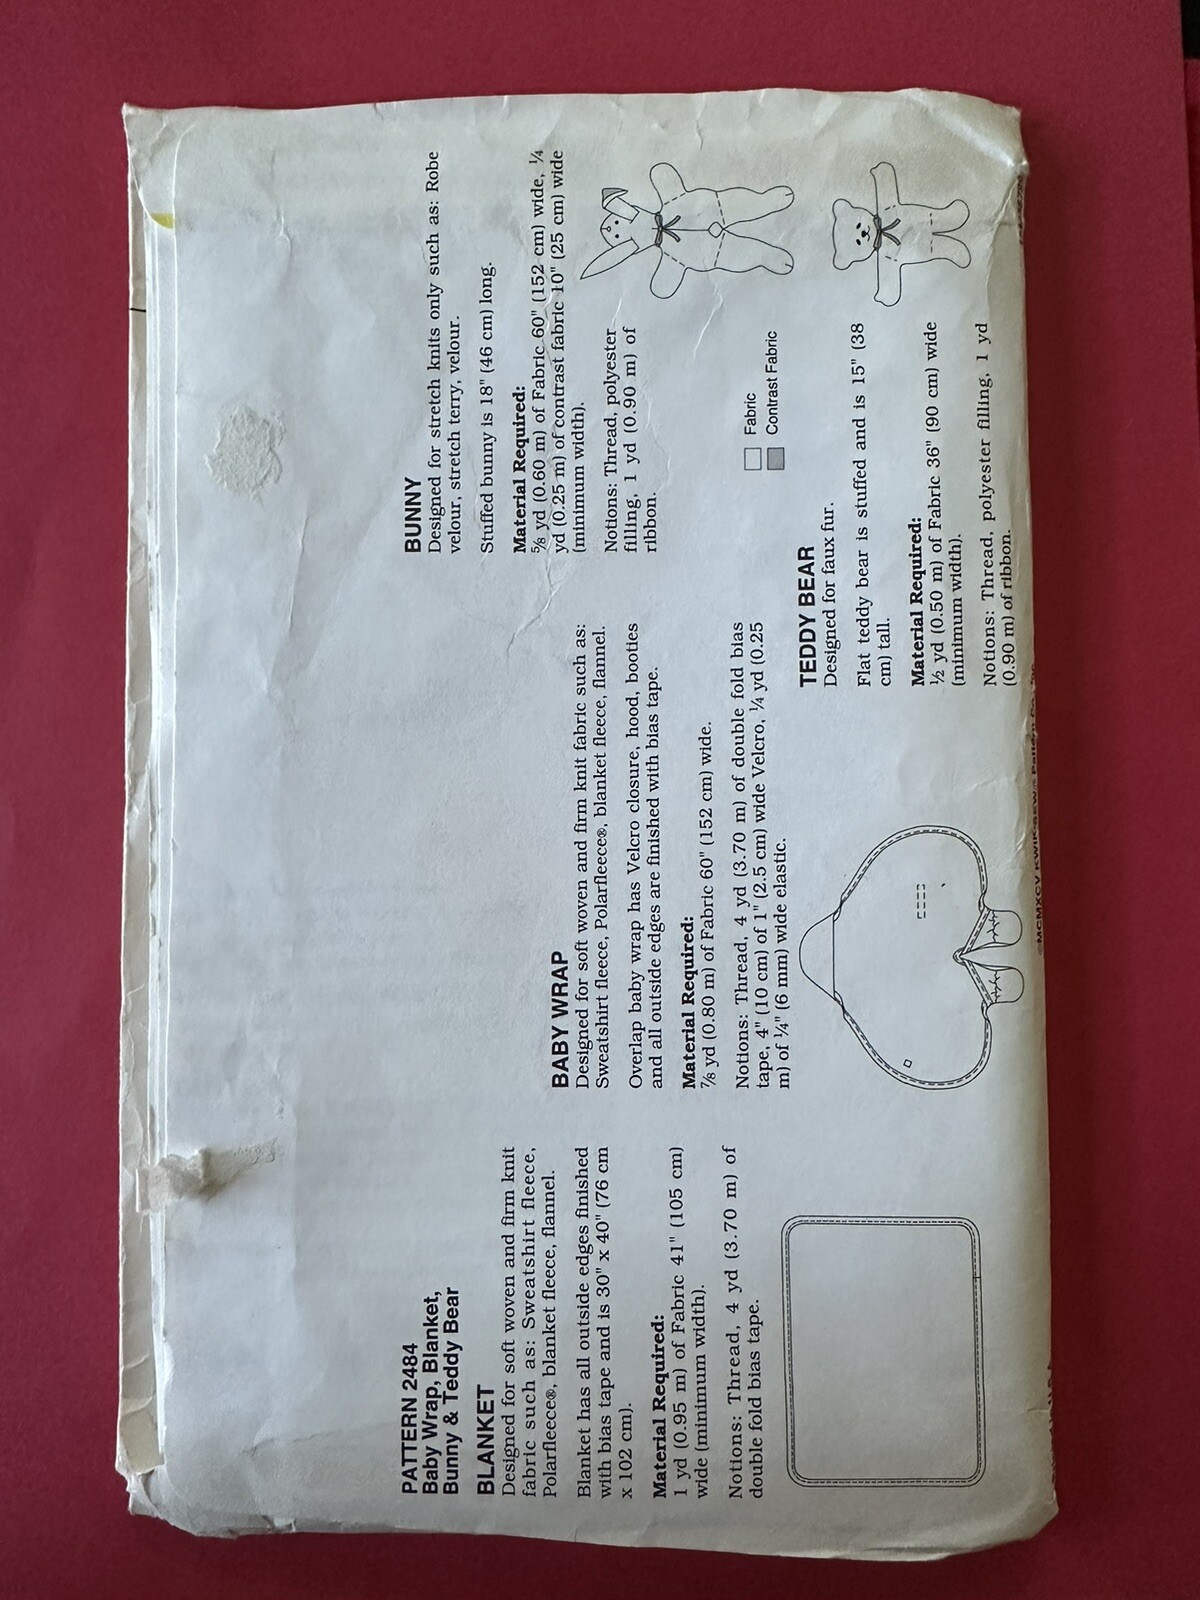 PATTERN 2484
Baby Wrap, Blanket,
Bunny & Teddy Bear
BLANKET
Designed for soft woven and firm knit
fabric such as: Sweatshirt fleece,
Polarfleece®, blanket fleece, flannel.
Blanket has all outside edges finished
with bias tape and is 30" x 40" (76 cm
x 102 cm).
Material Required:
1 yd (0.95 m) of Fabric 41" (105 cm)
wide (minimum width).
Notions: Thread, 4 yd (3.70 m) of
double fold bias tape.
BABY WRAP
Designed for soft woven and firm knit fabric such as:
Sweatshirt fleece, Polarfleece®, blanket fleece, flannel.
Overlap baby wrap has Velcro closure, hood, booties
and all outside edges are finished with bias tape.
Material Required:
⅞ yd (0.80 m) of Fabric 60" (152 cm) wide.
Notions: Thread, 4 yd (3.70 m) of double fold bias
tape, 4" (10 cm) of 1" (2.5 cm) wide Velcro, ¼ yd (0.25
m) of ¼" (6 mm) wide elastic.
BUNNY
Designed for stretch knits only such as: Robe
velour, stretch terry, velour.
Stuffed bunny is 18" (46 cm) long.
Material Required:
⅝ yd (0.60 m) of Fabric 60" (152 cm) wide, ¼
yd (0.25 m) of contrast fabric 10" (25 cm) wide
(minimum width).
Notions: Thread, polyester
filling, 1 yd (0.90 m) of
ribbon.
Fabric
Contrast Fabric
TEDDY BEAR
Designed for faux fur.
Flat teddy bear is stuffed and is 15" (38
cm) tall.
Material Required:
½ yd (0.50 m) of Fabric 36" (90 cm) wide
(minimum width).
Notions: Thread, polyester filling, 1 yd
(0.90 m) of ribbon.
©MCMXCV KWIK•SEW® Pattern Co., Inc.